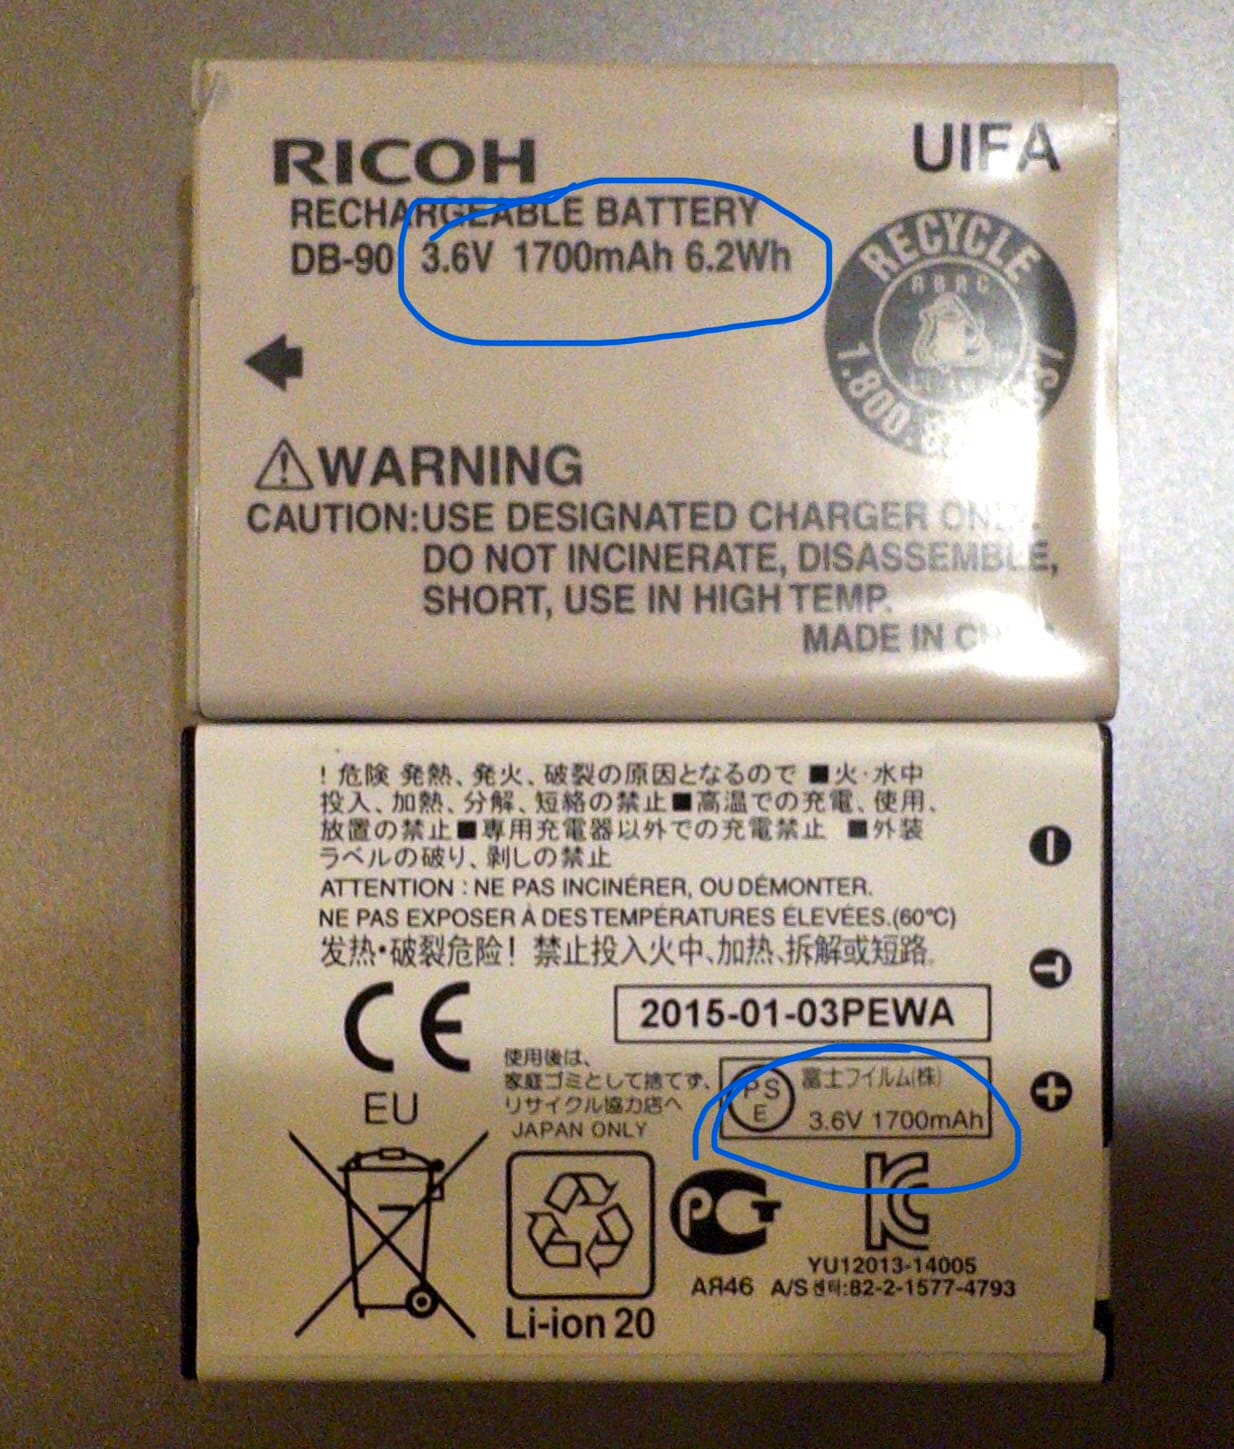 RICOH
UIFA
RECHARGEABLE BATTERY
DB-90 3.6V 1700mAh 6.2Wh
RECYCLE
RBRC
1.800.
WARNING
CAUTION:USE DESIGNATED CHARGER
DO NOT INCINERATE, DISASSEMBLE,
SHORT, USE IN HIGH TEMP.
MADE IN
! 危険 発熱、発火、破裂の原因となるので ■火・水中
投入、加熱、分解、短絡の禁止■高温での充電、使用、
放置の禁止■専用充電器以外での充電禁止 ■外装
ラベルの破り、剥しの禁止
ATTENTION : NE PAS INCINÉRER, OU DÉMONTER.
NE PAS EXPOSER À DES TEMPÉRATURES ÉLEVÉES.(60°C)
发热・破裂危险! 禁止投入火中、加热、拆解或短路。
CE
EU
2015-01-03PEWA
使用後は、
家庭ゴミとして捨てず、
リサイクル協力店へ
JAPAN ONLY
PS
E
富士フイルム(株)
3.6V 1700mAh
－
T
＋
Li-ion 20
РСТ
АЯ46
KC
YU12013-14005
A/S센터:82-2-1577-4793